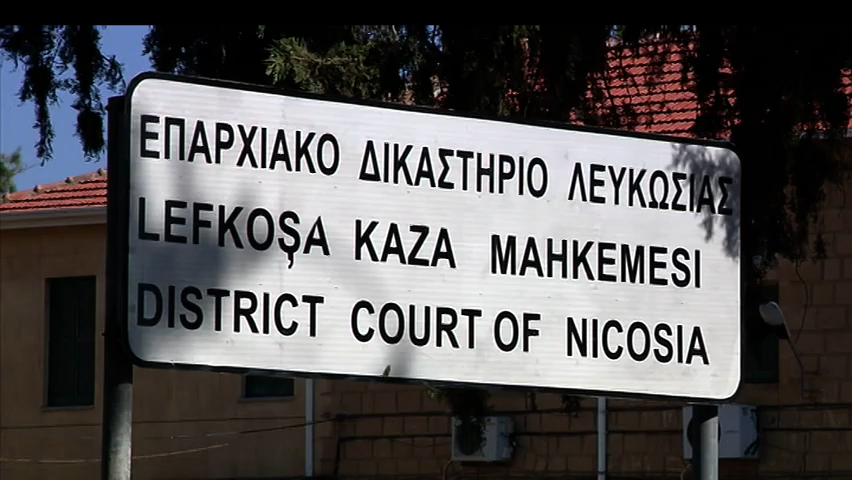 ΕΠΑΡΧΙΑΚΟ ΔΙΚΑΣΤΗΡΙΟ ΛΕΥΚΩΣΙΑΣ
LEFKOŞA KAZA MAHKEMESI
DISTRICT COURT OF NICOSIA